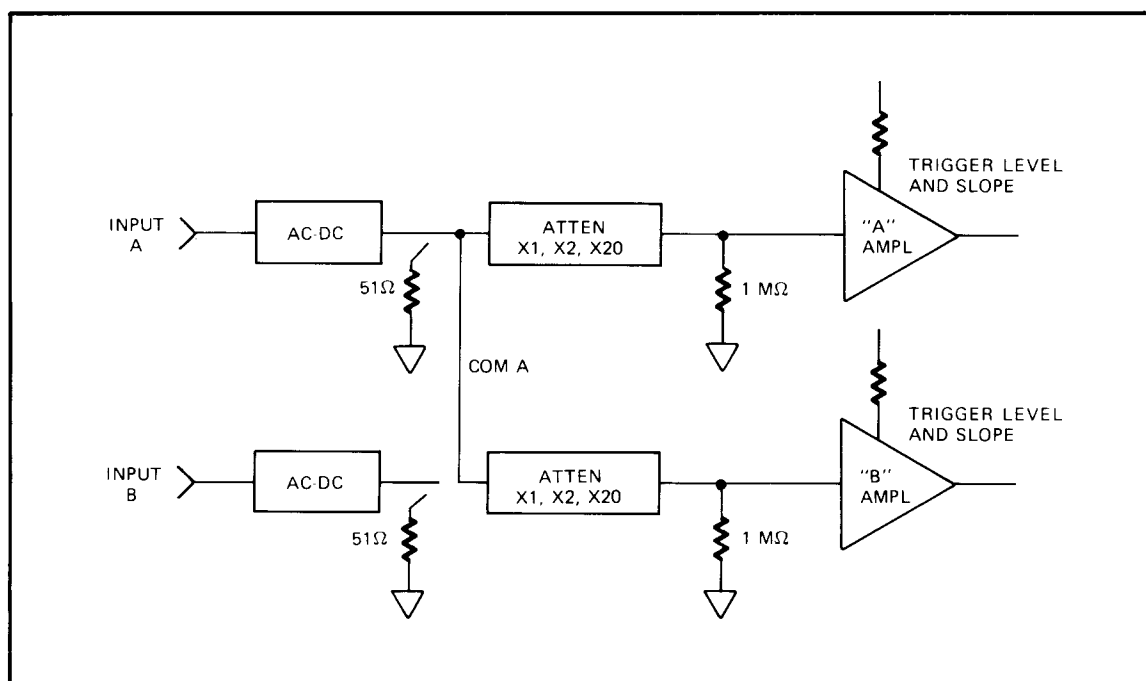 TRIGGER LEVEL
AND SLOPE
INPUT
A
AC-DC
ATTEN
X1, X2, X20
"A"
AMPL
51Ω
1 MΩ
COM A
TRIGGER LEVEL
AND SLOPE
INPUT
B
AC-DC
ATTEN
X1, X2, X20
"B"
AMPL
51Ω
1 MΩ